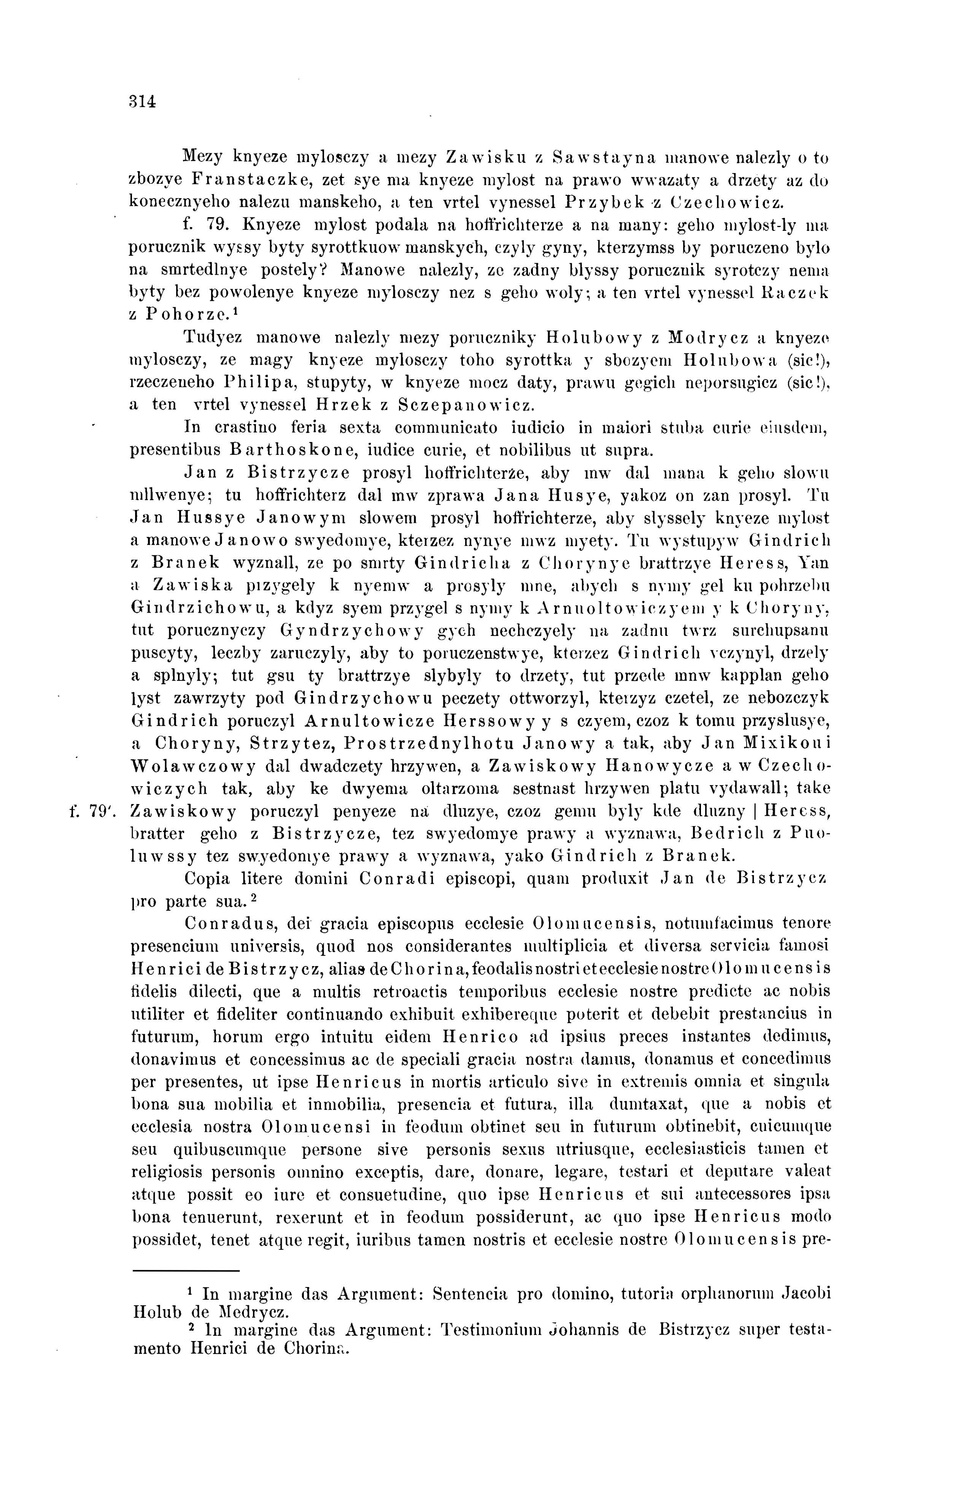 314
Mezy knyeze mylosczy a mezy Zawisku z Sawstayna manowe nalezly o to
zbozye Franstaczke, zet sye ma knyeze mylost na prawo wwazaty a drzety az do
konecznyeho nalezu manskeho, a ten vrtel vynessel Przybek z Czechowicz.
f. 79. Knyeze mylost podala na hoffrichterze a na many: geho mylost-ly ma
porucznik wyssy byty syrottkuow manskych, czyly gyny, kterzymss by poruczeno bylo
na smrtedlnye postely? Manowe nalezly, ze zadny blyssy porucznik syrotczy nema
byty bez powolenye knyeze mylosczy nez s geho woly; a ten vrtel vynessel Raczek
z Pohorze.¹
Tudyez manowe nalezly mezy poruczniky Holubowy z Modrycz a knyeze
mylosczy, ze magy knyeze mylosczy toho syrottka y sbozyem Holubowa (sic!),
rzeczeneho Philipa, stupyty, w knyeze mocz daty, prawu gegich neporsugicz (sic!),
a ten vrtel vynessel Hrzek z Sczepanowicz.
In crastino feria sexta communicato iudicio in maiori stuba curie eiusdem,
presentibus Barthoskone, iudice curie, et nobilibus ut supra.
Jan z Bistrzycze prosyl hoffrichterze, aby mw dal mana k geho slowu
mllwenye; tu hoffrichterz dal mw zprawa Jana Husye, yakoz on zan prosyl. Tu
Jan Hussye Janowym slowem prosyl hoffrichterze, aby slyssely knyeze mylost
a manowe Janowo swyedomye, kterzez nynye mwz myety. Tu wystupyw Gindrich
z Branek wyznall, ze po smrty Gindricha z Chorynye brattrzye Heress, Yan
a Zawiska przygely k nyemw a prosyly mne, abych s nymy gel ku pohrzebu
Gindrzichowu, a kdyz syem przygel s nymy k Arnuoltowiczyem y k Choryny,
tut porucznyczy Gyndrzychowy gych nechczyely na zadnu twrz surchupsanu
puscyty, leczby zaruczyly, aby to poruczenstwye, kterzez Gindrich vczynyl, drzely
a splnyly; tut gsu ty brattrzye slybyly to drzety, tut przede mnw kapplan geho
lyst zawrzyty pod Gindrzychowu peczety ottworzyl, kterzyz czetel, ze nebozczyk
Gindrich poruczyl Arnultowicze Herssowy y s czyem, czoz k tomu przyslusye,
a Choryny, Strzytez, Prostrzednylhotu Janowy a tak, aby Jan Mixikoui
Wolawczowy dal dwadczety hrzywen, a Zawiskowy Hanowycze a w Czecho-
wiczych tak, aby ke dwyema oltarzoma sestnast hrzywen platu vydawall; take
f. 79′. Zawiskowy poruczyl penyeze na dluzye, czoz gemu byly kde dluzny | Heress,
bratter geho z Bistrzycze, tez swyedomye prawy a wyznawa, Bedrich z Puo-
luwssy tez swyedomye prawy a wyznawa, yako Gindrich z Branek.
Copia litere domini Conradi episcopi, quam produxit Jan de Bistrzycz
pro parte sua.²
Conradus, dei gracia episcopus ecclesie Olomucensis, notumfacimus tenore
presencium universis, quod nos considerantes multiplicia et diversa servicia famosi
Henrici de Bistrzycz, alias de Chorina, feodalis nostri et ecclesie nostre Olomucensis
fidelis dilecti, que a multis retroactis temporibus ecclesie nostre predicte ac nobis
utiliter et fideliter continuando exhibuit exhibereque poterit et debebit prestancius in
futurum, horum ergo intuitu eidem Henrico ad ipsius preces instantes dedimus,
donavimus et concessimus ac de speciali gracia nostra damus, donamus et concedimus
per presentes, ut ipse Henricus in mortis articulo sive in extremis omnia et singula
bona sua mobilia et inmobilia, presencia et futura, illa dumtaxat, que a nobis et
ecclesia nostra Olomucensi in feodum obtinet seu in futurum obtinebit, cuicumque
seu quibuscumque persone sive personis sexus utriusque, ecclesiasticis tamen et
religiosis personis omnino exceptis, dare, donare, legare, testari et deputare valeat
atque possit eo iure et consuetudine, quo ipse Henricus et sui antecessores ipsa
bona tenuerunt, rexerunt et in feodum possiderunt, ac quo ipse Henricus modo
possidet, tenet atque regit, iuribus tamen nostris et ecclesie nostre Olomucensis pre-
¹ In margine das Argument: Sentencia pro domino, tutoria orphanorum Jacobi
Holub de Medrycz.
² In margine das Argument: Testimonium Johannis de Bistrzycz super testa-
mento Henrici de Chorina.